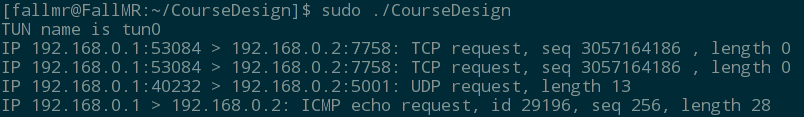 [fallmr@FallMR:~/CourseDesign]$ sudo ./CourseDesign
TUN name is tun0
IP 192.168.0.1:53084 > 192.168.0.2:7758: TCP request, seq 3057164186 , length 0
IP 192.168.0.1:53084 > 192.168.0.2:7758: TCP request, seq 3057164186 , length 0
IP 192.168.0.1:40232 > 192.168.0.2:5001: UDP request, length 13
IP 192.168.0.1 > 192.168.0.2: ICMP echo request, id 29196, seq 256, length 28